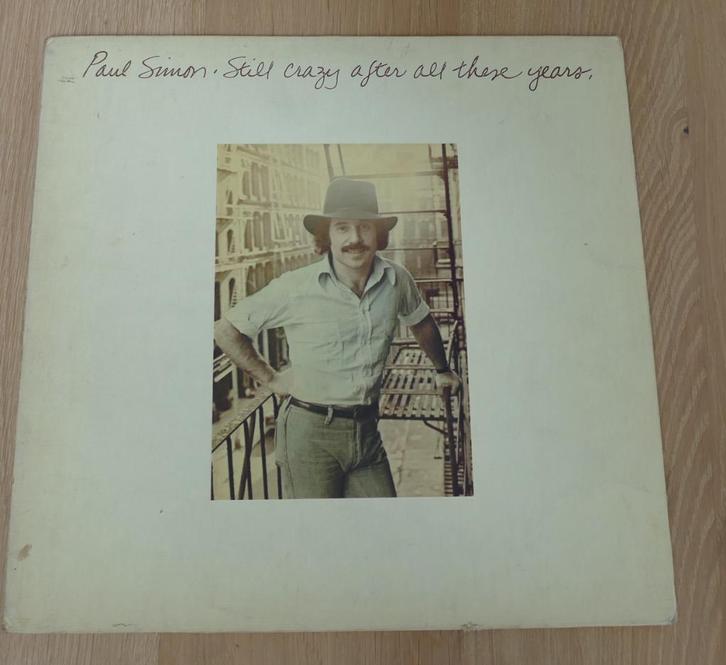 Paul Simon. Still crazy after all these years.